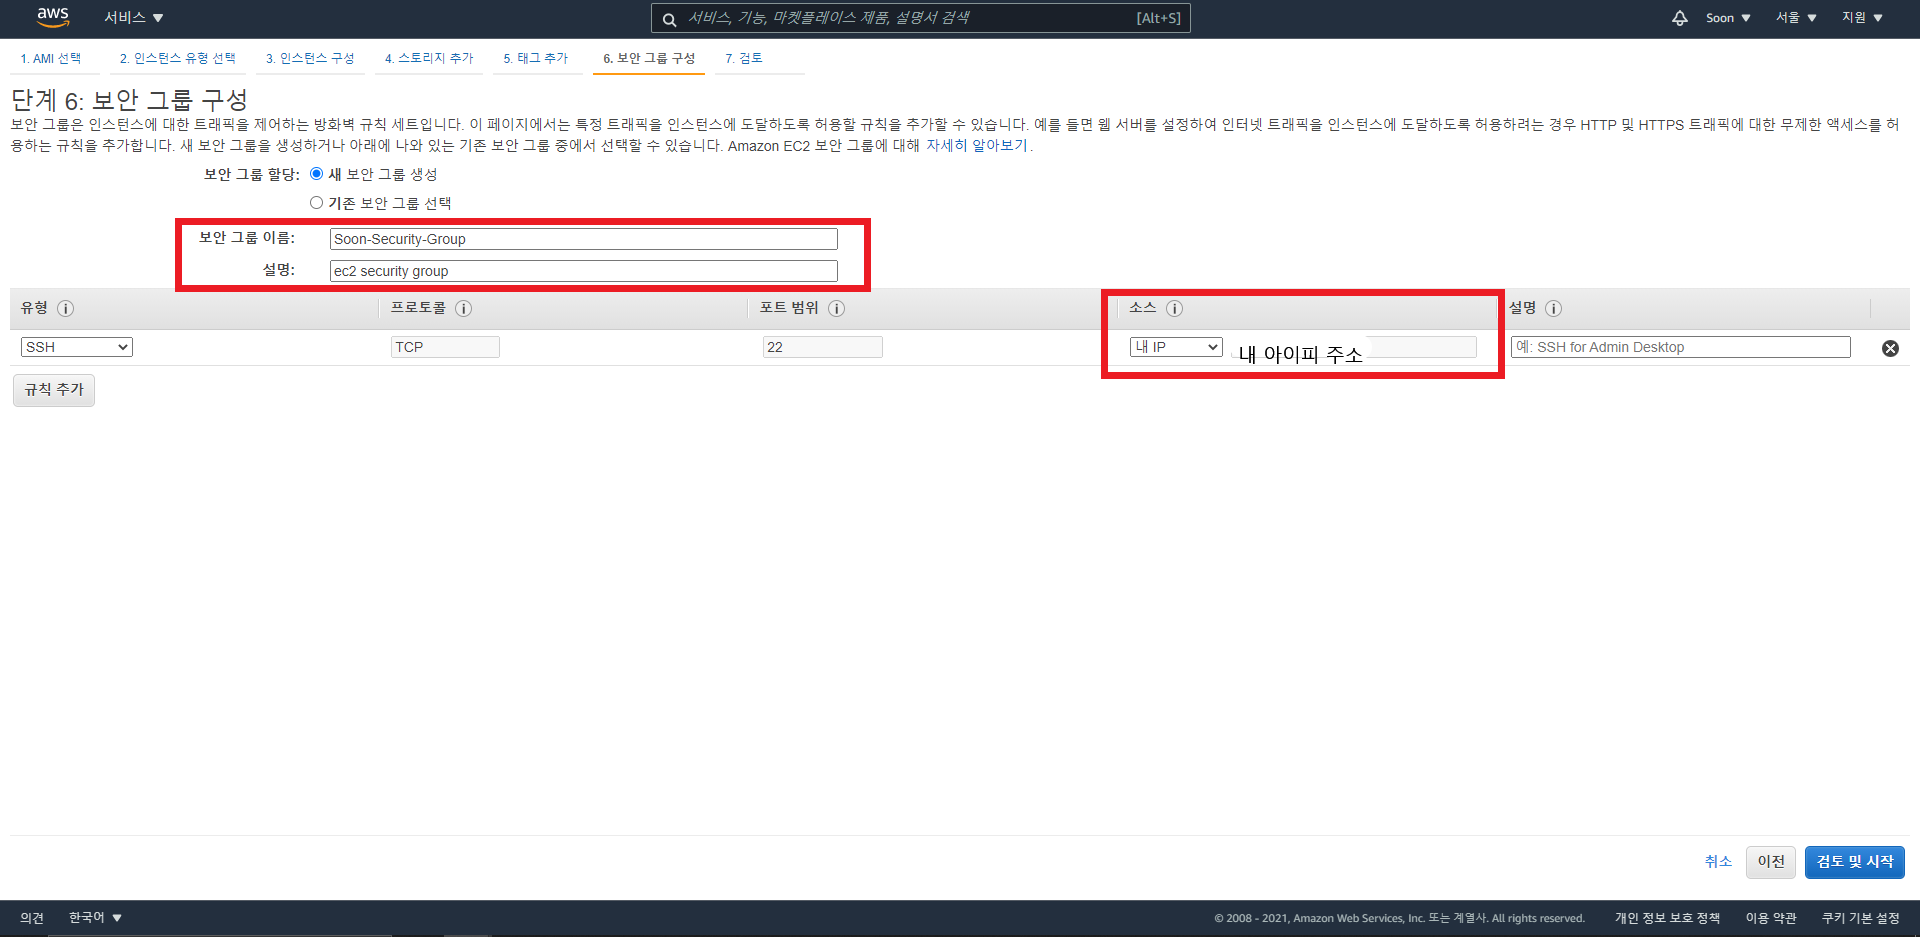 aws 서비스 ▼ 서비스, 기능, 마켓플레이스 제품, 설명서 검색 [Alt+S] Soon ▼ 서울 ▼ 지원 ▼
1. AMI 선택 2. 인스턴스 유형 선택 3. 인스턴스 구성 4. 스토리지 추가 5. 태그 추가 6. 보안 그룹 구성 7. 검토
단계 6: 보안 그룹 구성
보안 그룹은 인스턴스에 대한 트래픽을 제어하는 방화벽 규칙 세트입니다. 이 페이지에서는 특정 트래픽을 인스턴스에 도달하도록 허용할 규칙을 추가할 수 있습니다. 예를 들면 웹 서버를 설정하여 인터넷 트래픽을 인스턴스에 도달하도록 허용하려는 경우 HTTP 및 HTTPS 트래픽에 대한 무제한 액세스를 허
용하는 규칙을 추가합니다. 새 보안 그룹을 생성하거나 아래에 나와 있는 기존 보안 그룹 중에서 선택할 수 있습니다. Amazon EC2 보안 그룹에 대해 자세히 알아보기.
보안 그룹 할당: 새 보안 그룹 생성
기존 보안 그룹 선택
보안 그룹 이름: Soon-Security-Group
설명: ec2 security group
유형 i 프로토콜 i 포트 범위 i 소스 i 설명 i
SSH TCP 22 내 IP 내 아이피 주소 예: SSH for Admin Desktop
규칙 추가
취소 이전 검토 및 시작
의견 한국어 ▼ © 2008 - 2021, Amazon Web Services, Inc. 또는 계열사. All rights reserved. 개인 정보 보호 정책 이용 약관 쿠키 기본 설정